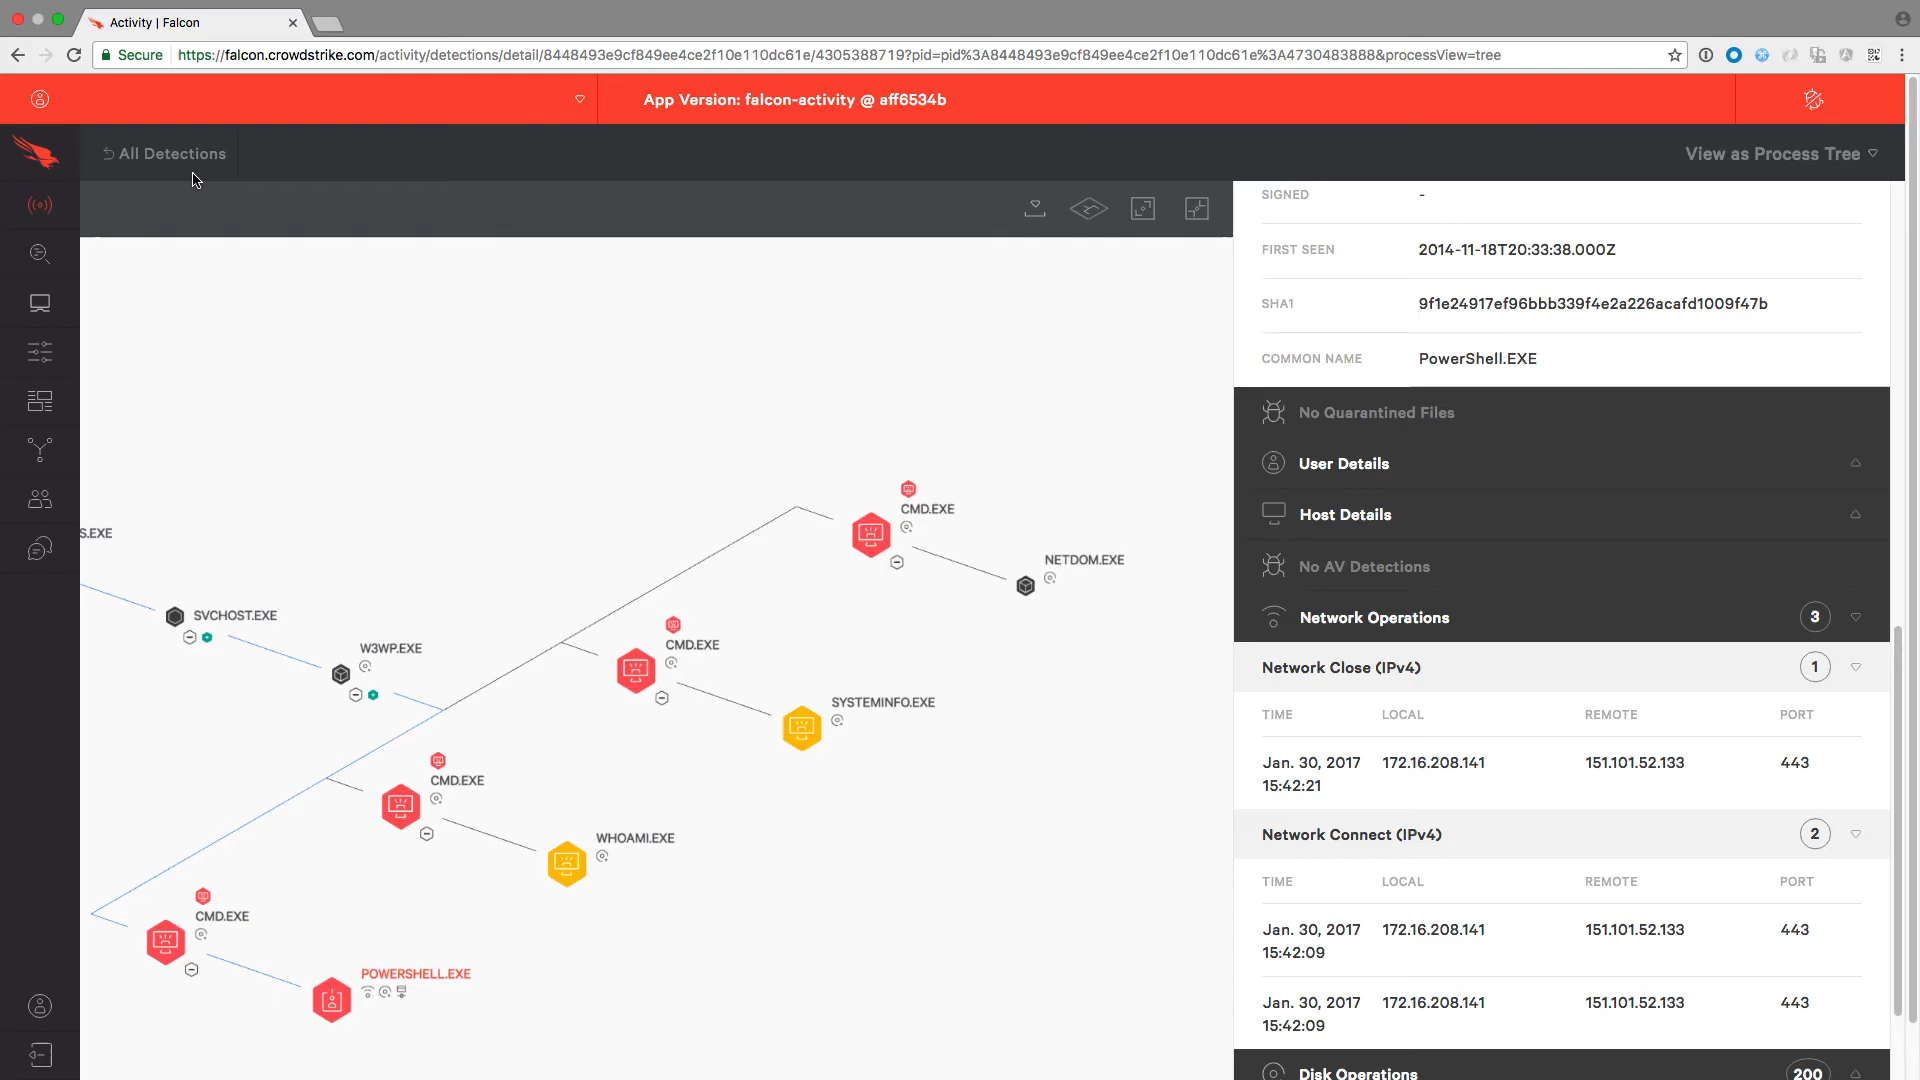 Activity | Falcon
Secure
https://falcon.crowdstrike.com/activity/detections/detail/8448493e9cf849ee4ce2f10e110dc61e/4305388719?pid=pid%3A8448493e9cf849ee4ce2f10e110dc61e%3A4730483888&processView=tree
App Version: falcon-activity @ aff6534b
All Detections
View as Process Tree
SIGNED -
FIRST SEEN 2014-11-18T20:33:38.000Z
SHA1 9f1e24917ef96bbb339f4e2a226acafd1009f47b
COMMON NAME PowerShell.EXE
No Quarantined Files
User Details
Host Details
No AV Detections
Network Operations 3
Network Close (IPv4) 1
TIME LOCAL REMOTE PORT
Jan. 30, 2017 172.16.208.141 151.101.52.133 443
15:42:21
Network Connect (IPv4) 2
TIME LOCAL REMOTE PORT
Jan. 30, 2017 172.16.208.141 151.101.52.133 443
15:42:09
Jan. 30, 2017 172.16.208.141 151.101.52.133 443
15:42:09
Disk Operations 200
CMD.EXE
S.EXE
NETDOM.EXE
SVCHOST.EXE
CMD.EXE
W3WP.EXE
SYSTEMINFO.EXE
CMD.EXE
WHOAMI.EXE
CMD.EXE
POWERSHELL.EXE